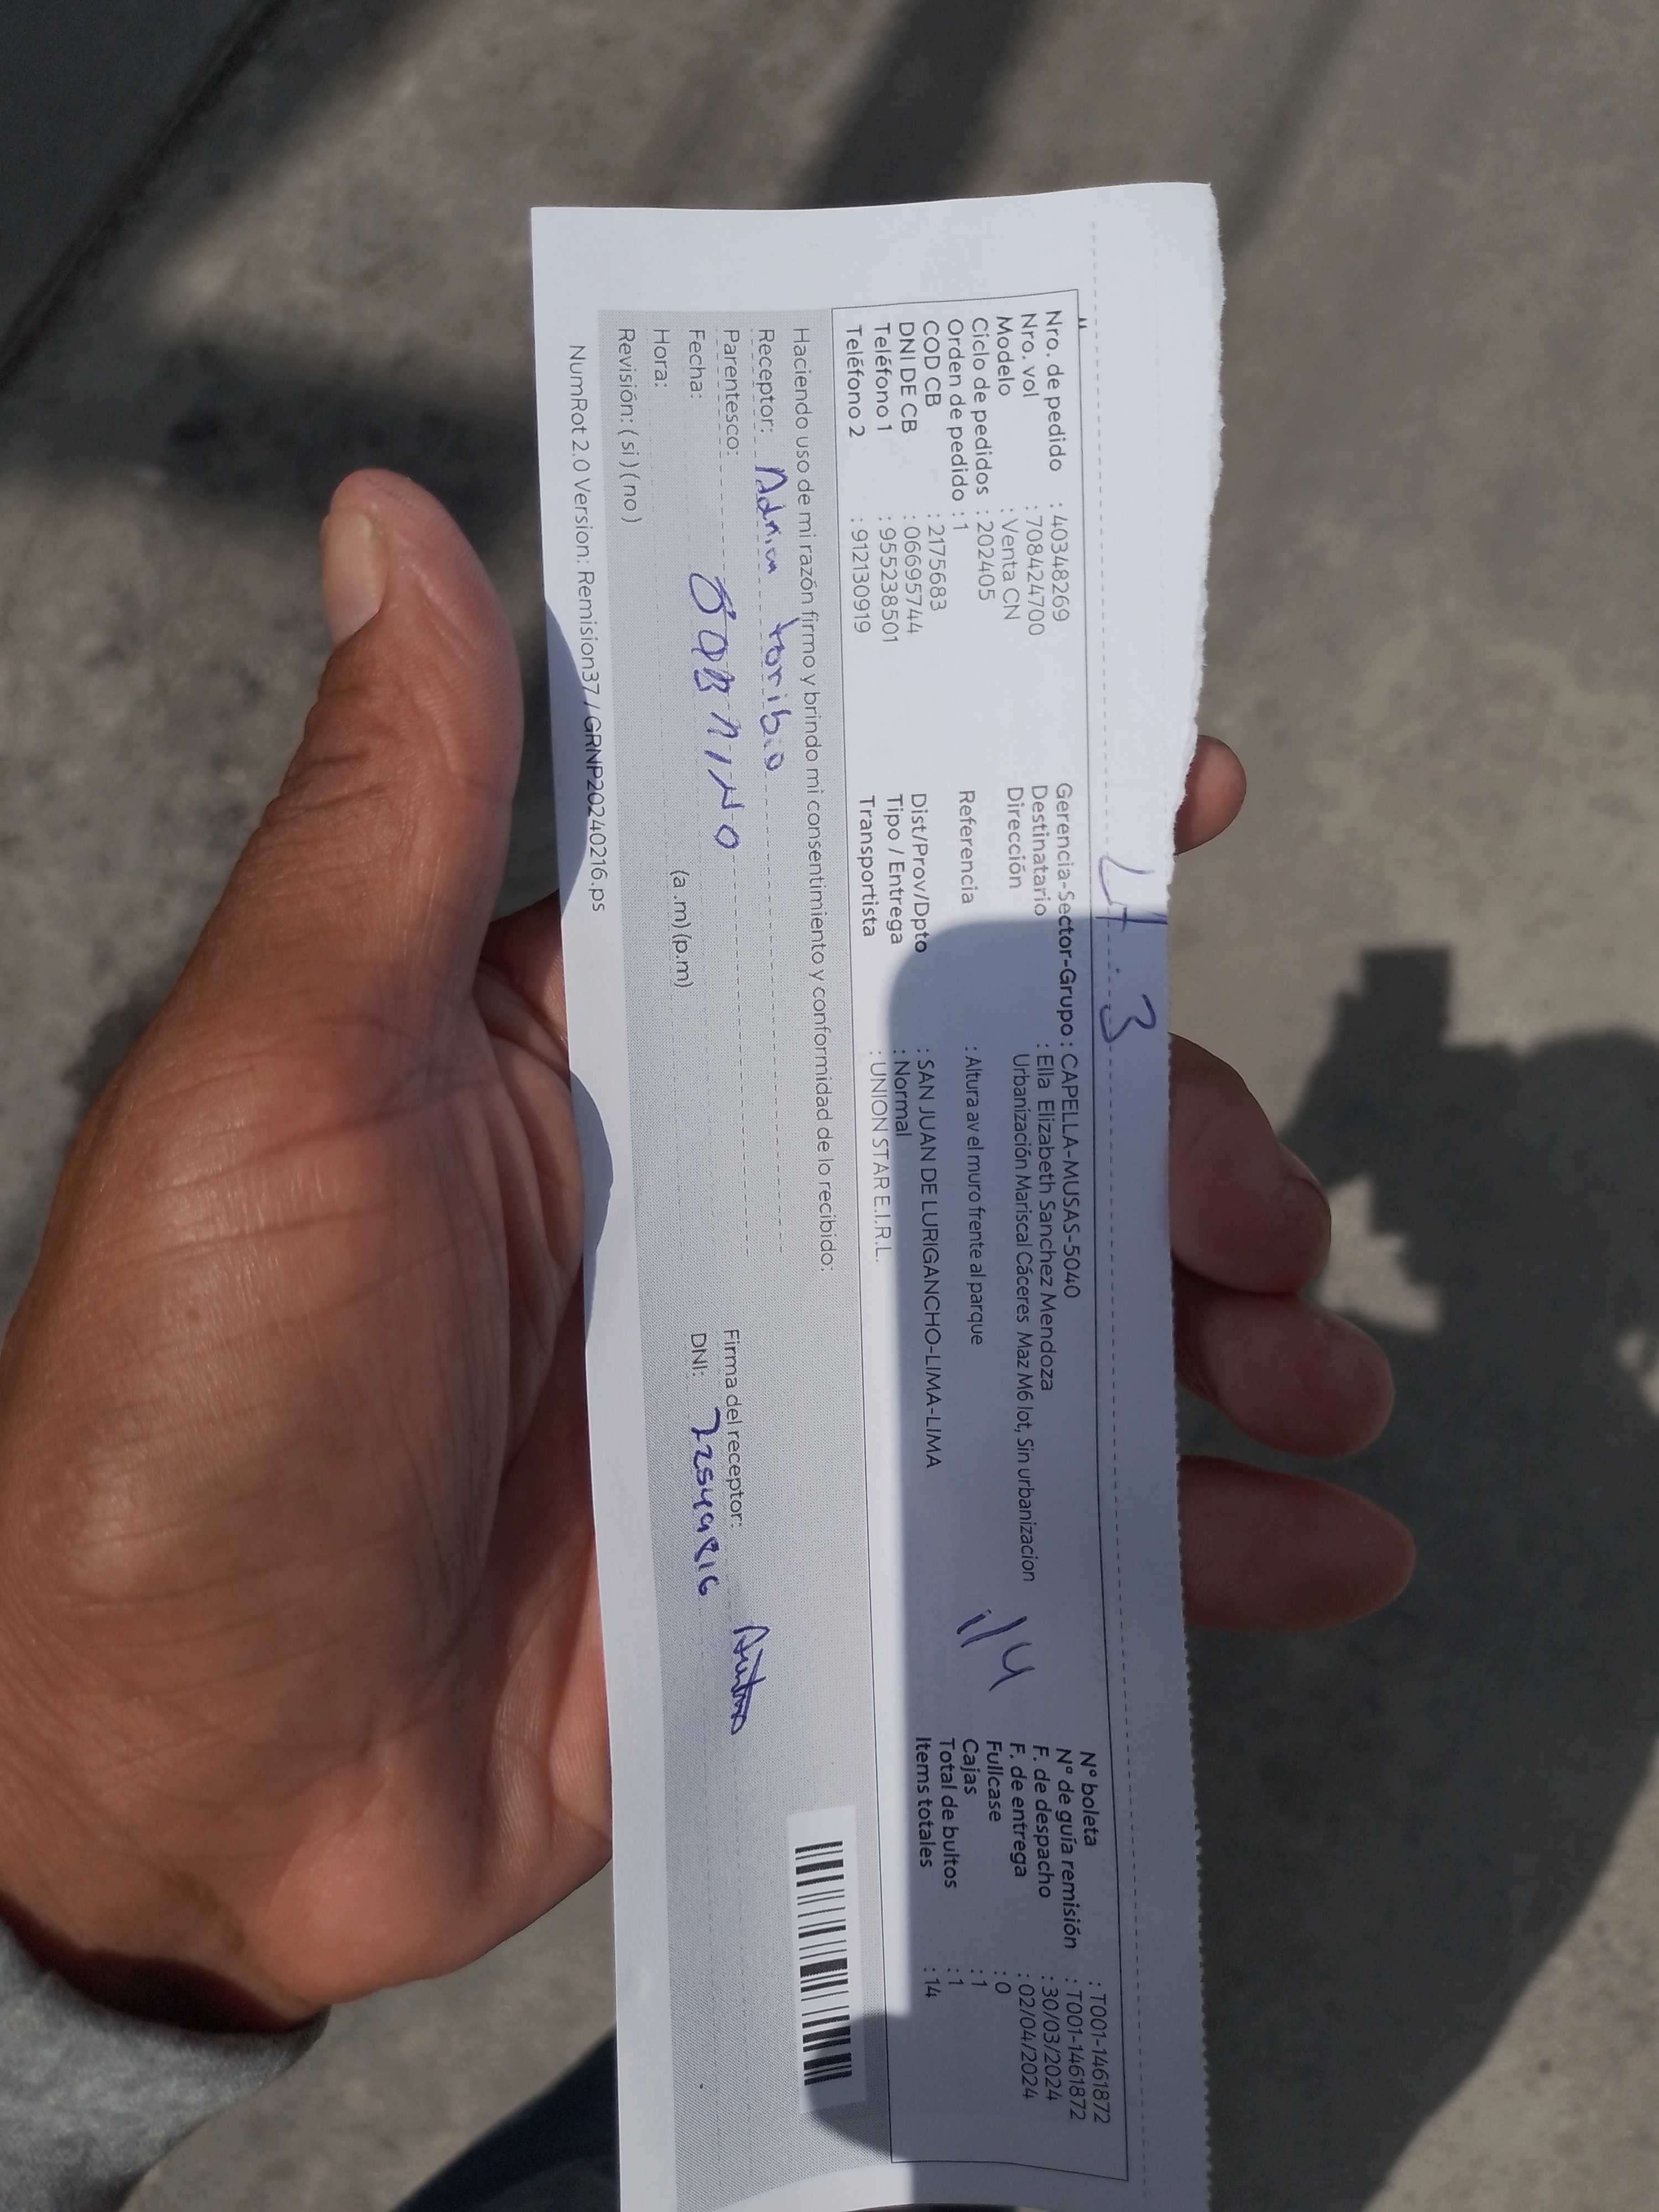 Lt. 3
Nro. de pedido : 40348269
Nro. vol : 708424700
Modelo : Venta CN
Ciclo de pedidos : 202405
Orden de pedido : 1
COD CB : 2175683
DNI DE CB : 06695744
Teléfono 1 : 955238501
Teléfono 2 : 912130919
Gerencia-Sector-Grupo : CAPELLA-MUSAS-5040
Destinatario : Ella Elizabeth Sanchez Mendoza
Dirección Urbanización Mariscal Cáceres Maz M6 lot, Sin urbanizacion
Referencia : Altura av el muro frente al parque
Dist/Prov/Dpto : SAN JUAN DE LURIGANCHO-LIMA-LIMA
Tipo / Entrega : Normal
Transportista : UNION STAR E.I.R.L.
1/4
N° boleta : T001-1461872
N° de guía remisión : T001-1461872
F. de despacho : 30/03/2024
F. de entrega : 02/04/2024
Fullcase : 0
Cajas : 1
Total de bultos : 1
Items totales : 14
Haciendo uso de mi razón firmo y brindo mi consentimiento y conformidad de lo recibido:
Receptor: Adrian toribio
Parentesco:
Fecha:
Hora: (a.m) (p.m)
Revisión: ( si ) ( no )
Firma del receptor:
DNI: 72549816
NumRot 2.0 Version: Remision37 / GRNP20240216.ps